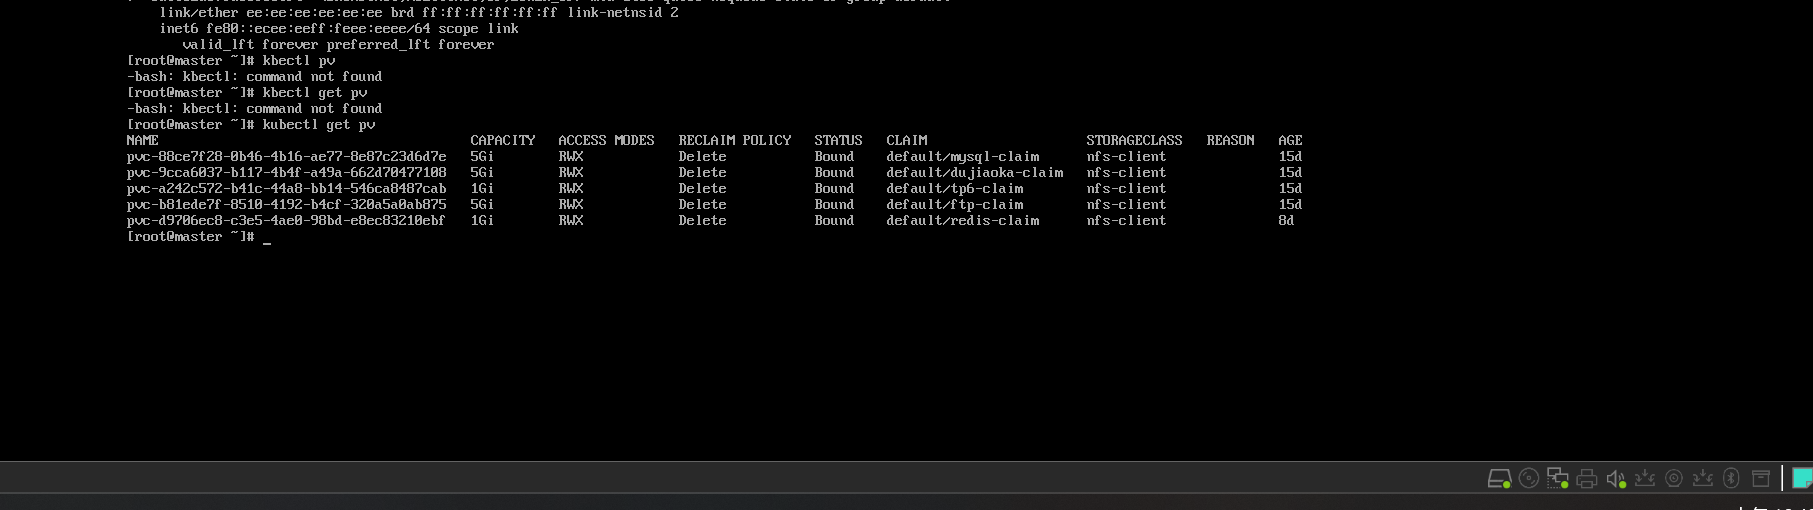 link/ether ee:ee:ee:ee:ee:ee brd ff:ff:ff:ff:ff:ff link-netnsid 2
inet6 fe80::ecee:eeff:feee:eeee/64 scope link
valid_lft forever preferred_lft forever
[root@master ~]# kbectl pv
-bash: kbectl: command not found
[root@master ~]# kbectl get pv
-bash: kbectl: command not found
[root@master ~]# kubectl get pv
NAME CAPACITY ACCESS MODES RECLAIM POLICY STATUS CLAIM STORAGECLASS REASON AGE
pvc-88ce7f28-0b46-4b16-ae77-8e87c23d6d7e 5Gi RWX Delete Bound default/mysql-claim nfs-client 15d
pvc-9cca6037-b117-4b4f-a49a-662d70477108 5Gi RWX Delete Bound default/dujiaoka-claim nfs-client 15d
pvc-a242c572-b41c-44a8-bb14-546ca8487cab 1Gi RWX Delete Bound default/tp6-claim nfs-client 15d
pvc-b81ede7f-8510-4192-b4cf-320a5a0ab875 5Gi RWX Delete Bound default/ftp-claim nfs-client 15d
pvc-d9706ec8-c3e5-4ae0-98bd-e8ec83210ebf 1Gi RWX Delete Bound default/redis-claim nfs-client 8d
[root@master ~]# _